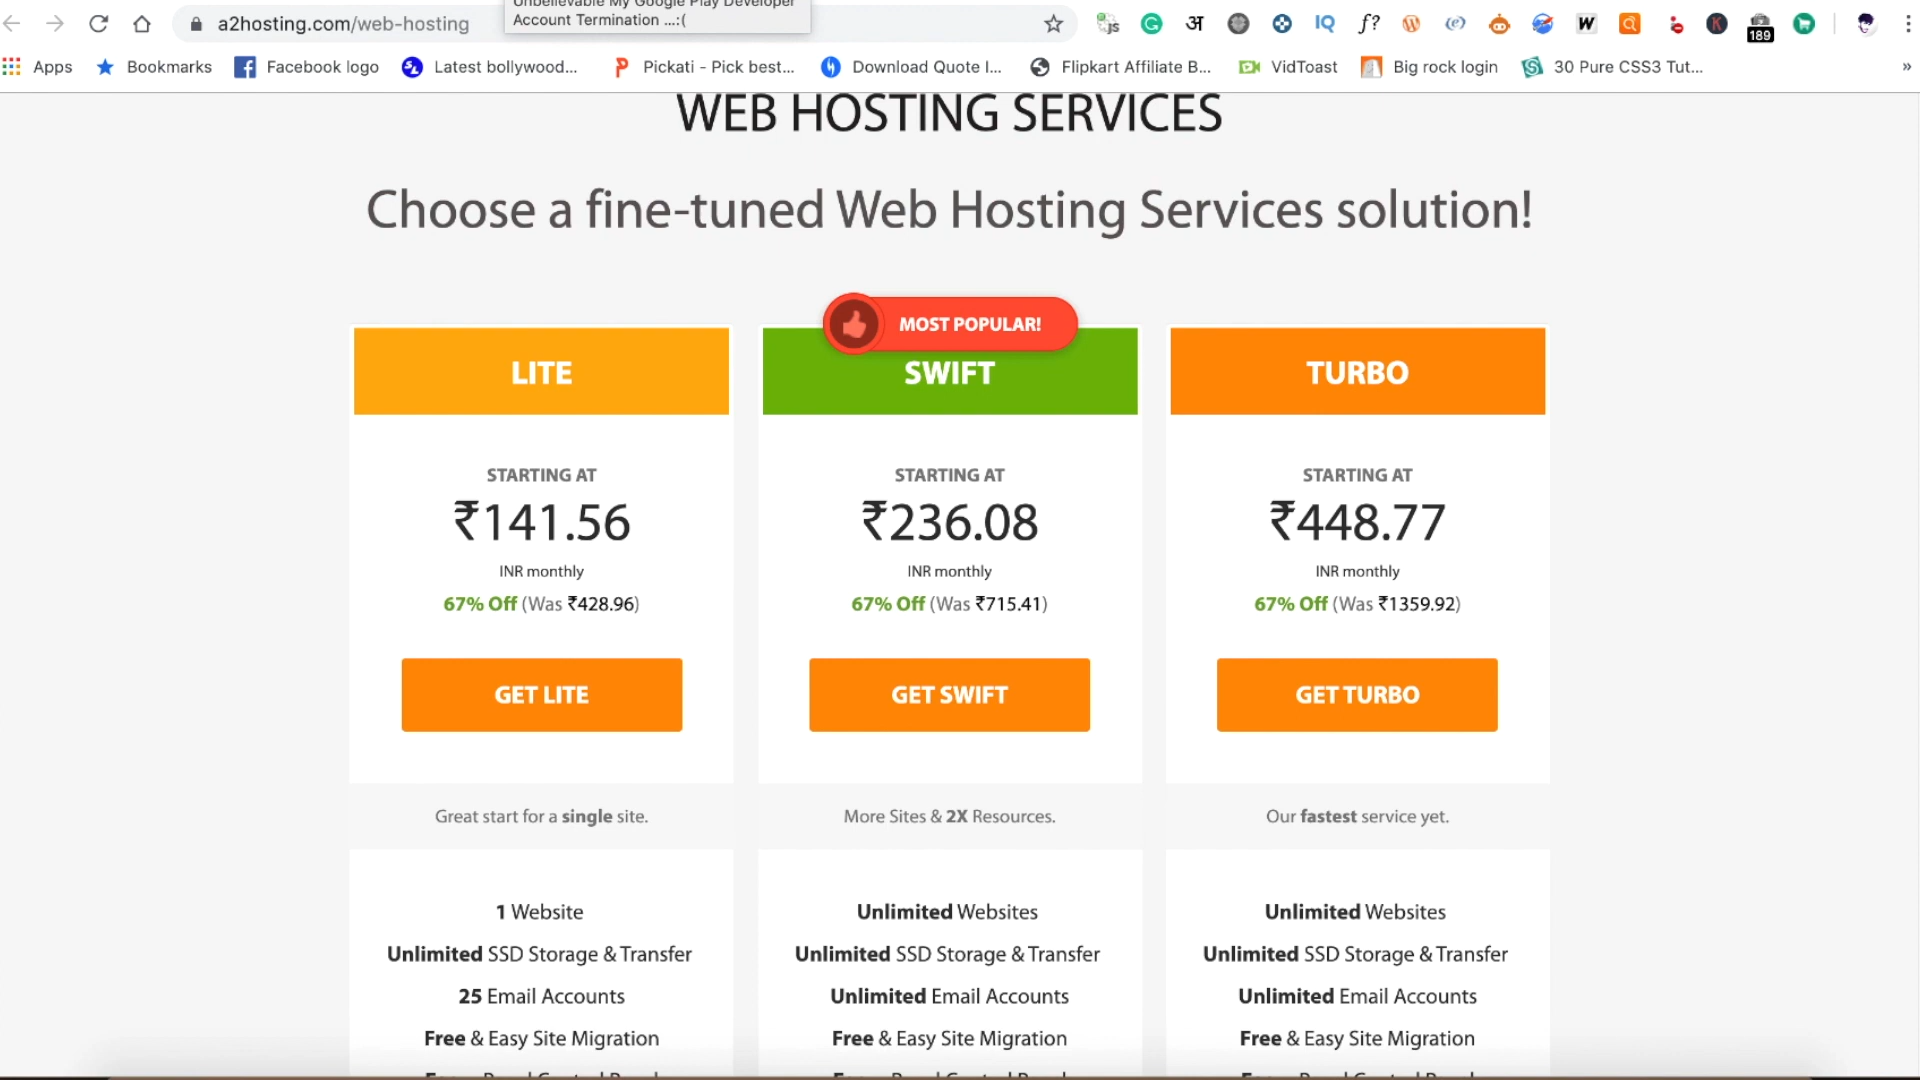 Unbelievable My Google Play Developer
Account Termination ...:(
a2hosting.com/web-hosting
IQ
f?
W
189
Apps
Bookmarks
Facebook logo
Latest bollywood...
Pickati - Pick best...
Download Quote I...
Flipkart Affiliate B...
VidToast
Big rock login
30 Pure CSS3 Tut...
»
WEB HOSTING SERVICES
Choose a fine-tuned Web Hosting Services solution!
MOST POPULAR!
LITE
STARTING AT
₹141.56
INR monthly
67% Off (Was ₹428.96)
GET LITE
Great start for a single site.
1 Website
Unlimited SSD Storage & Transfer
25 Email Accounts
Free & Easy Site Migration
SWIFT
STARTING AT
₹236.08
INR monthly
67% Off (Was ₹715.41)
GET SWIFT
More Sites & 2X Resources.
Unlimited Websites
Unlimited SSD Storage & Transfer
Unlimited Email Accounts
Free & Easy Site Migration
TURBO
STARTING AT
₹448.77
INR monthly
67% Off (Was ₹1359.92)
GET TURBO
Our fastest service yet.
Unlimited Websites
Unlimited SSD Storage & Transfer
Unlimited Email Accounts
Free & Easy Site Migration